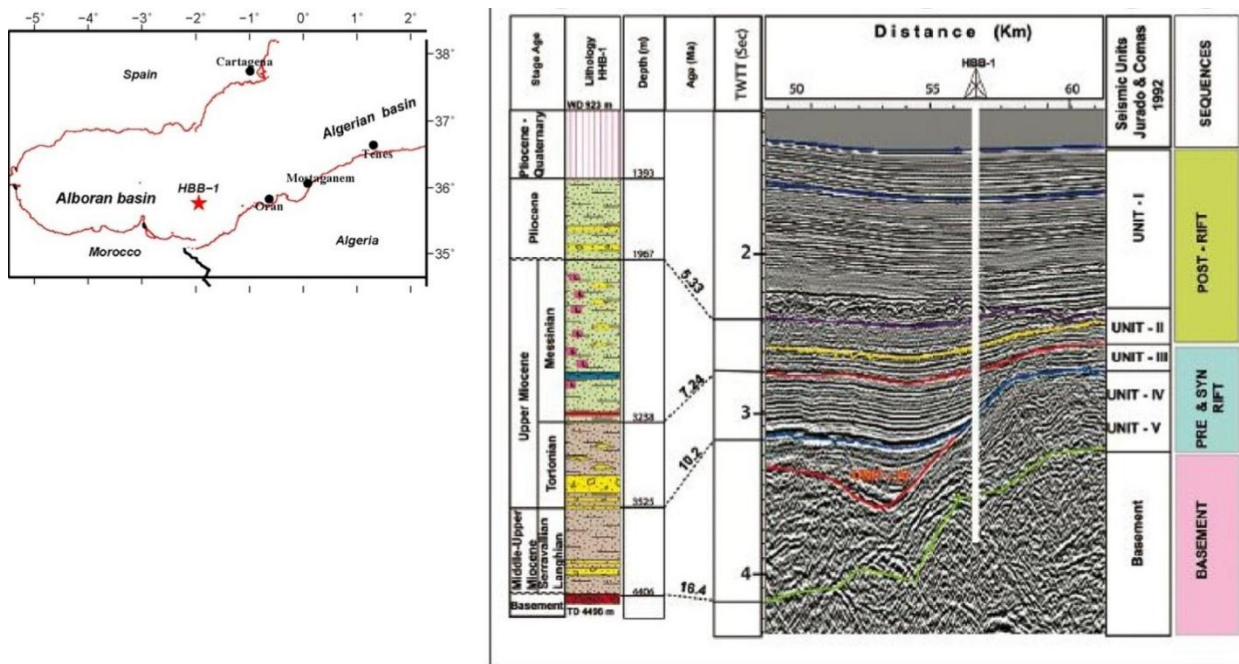 -5° -4° -3° -2° -1° 0° 1° 2°
38°
37°
36°
35°
Spain
Cartagena
Algerian basin
Tenes
Mostaganem
HBB-1
Oran
Alboran basin
Morocco
Algeria
Stage Age
Lithology
HHB-1
Depth (m)
Age (Ma)
TWTT (Sec)
Distance (Km)
HBB-1
50 55 60
Seismic Units
Jurado & Comas
1992
SEQUENCES
WD 923 m
Pliocene -
Quaternary
1393
Pliocene
1967
Upper Miocene
Messinian
3238
Tortonian
3525
Middle-Upper
Miocene
Serravallian
Langhian
4406
Basement
TD 4496 m
5.33
7.24
10.2
16.4
2
3
4
UNIT - I
UNIT - II
UNIT - III
UNIT - IV
UNIT - V
Basement
POST - RIFT
PRE & SYN
RIFT
BASEMENT